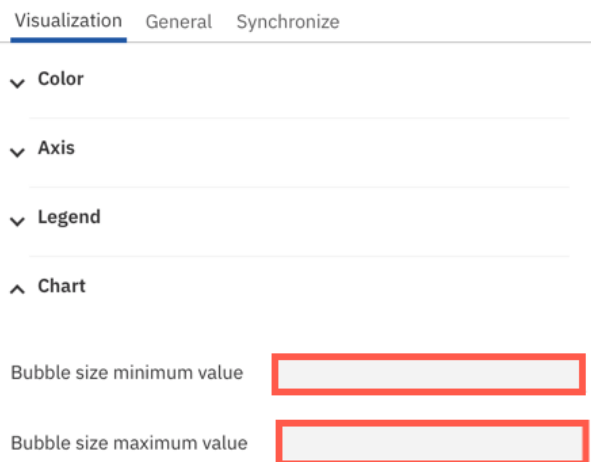 Visualization General Synchronize
Color
Axis
Legend
Chart
Bubble size minimum value
Bubble size maximum value